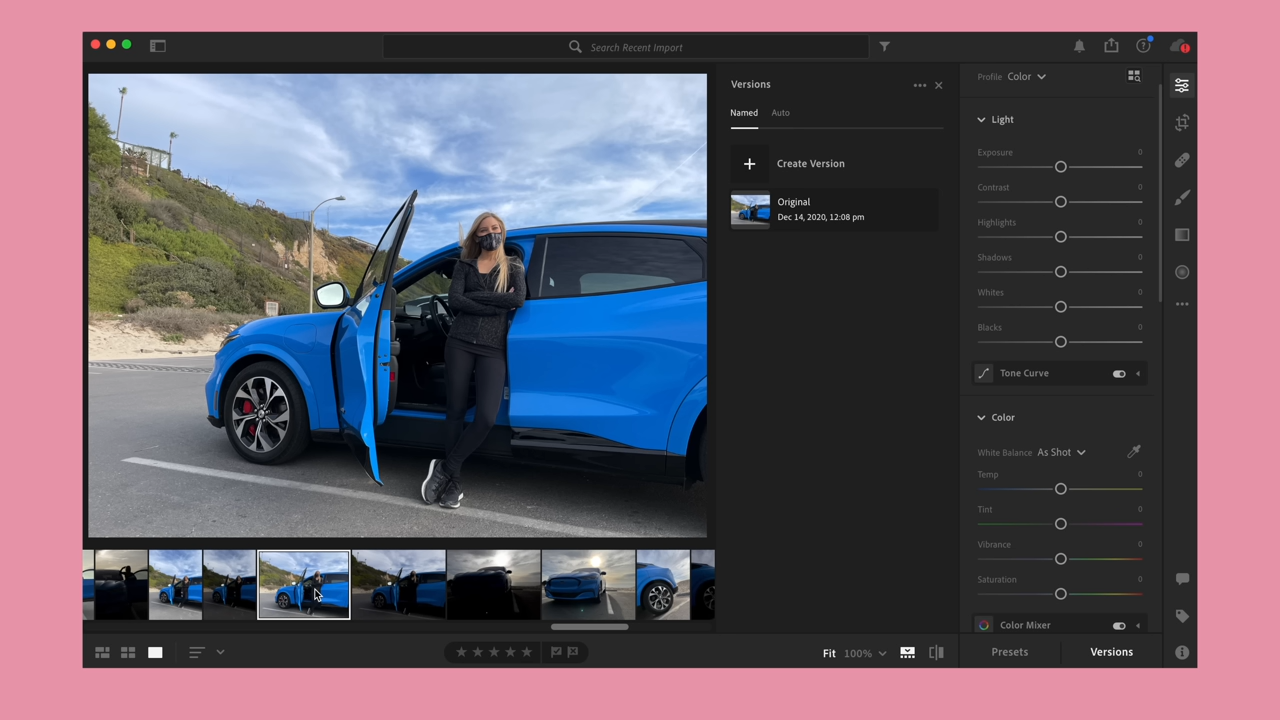 Search Recent Import
Versions
Named
Auto
Create Version
Original
Dec 14, 2020, 12:08 pm
Profile Color
Light
Exposure 0
Contrast 0
Highlights 0
Shadows 0
Whites 0
Blacks 0
Tone Curve
Color
White Balance As Shot
Temp 0
Tint 0
Vibrance 0
Saturation 0
Color Mixer
Fit 100%
Presets
Versions